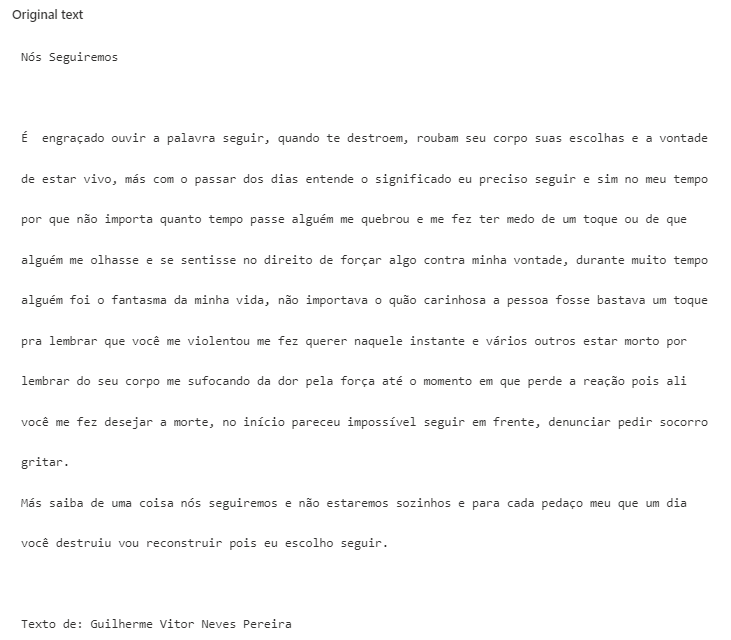 Original text
Nós Seguiremos
É  engraçado ouvir a palavra seguir, quando te destroem, roubam seu corpo suas escolhas e a vontade
de estar vivo, más com o passar dos dias entende o significado eu preciso seguir e sim no meu tempo
por que não importa quanto tempo passe alguém me quebrou e me fez ter medo de um toque ou de que
alguém me olhasse e se sentisse no direito de forçar algo contra minha vontade, durante muito tempo
alguém foi o fantasma da minha vida, não importava o quão carinhosa a pessoa fosse bastava um toque
pra lembrar que você me violentou me fez querer naquele instante e vários outros estar morto por
lembrar do seu corpo me sufocando da dor pela força até o momento em que perde a reação pois ali
você me fez desejar a morte, no início pareceu impossível seguir em frente, denunciar pedir socorro
gritar.
Más saiba de uma coisa nós seguiremos e não estaremos sozinhos e para cada pedaço meu que um dia
você destruiu vou reconstruir pois eu escolho seguir.
Texto de: Guilherme Vitor Neves Pereira